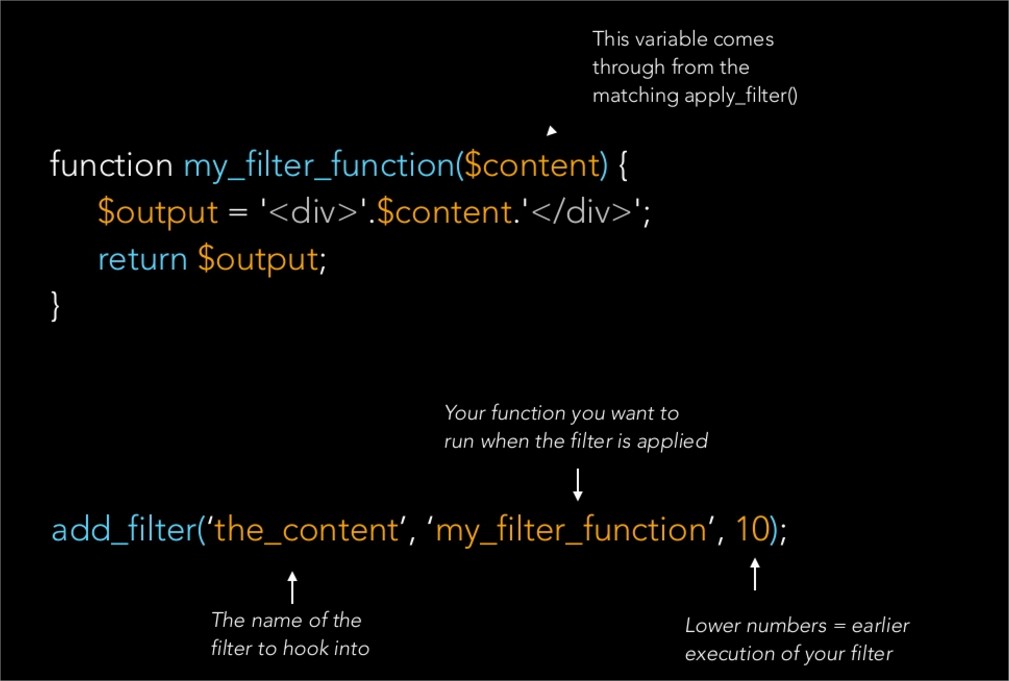 This variable comes
through from the
matching apply_filter()
function my_filter_function($content) {
$output = '<div>'.$content.'</div>';
return $output;
}
Your function you want to
run when the filter is applied
add_filter(‘the_content’, ‘my_filter_function’, 10);
The name of the
filter to hook into
Lower numbers = earlier
execution of your filter